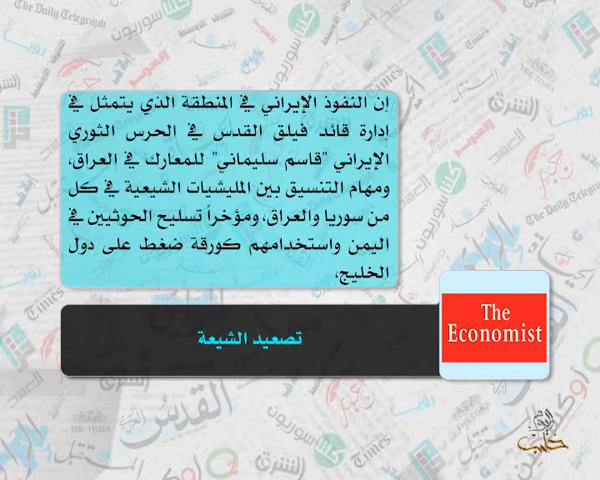 إن النفوذ الإيراني في المنطقة الذي يتمثل في
إدارة قائد فيلق القدس في الحرس الثوري
الإيراني "قاسم سليماني" للمعارك في العراق،
ومهام التنسيق بين المليشيات الشيعية في كل
من سوريا والعراق، ومؤخراً تسليح الحوثيين في
اليمن واستخدامهم كورقة ضغط على دول
الخليج،
The
Economist
تصعيد الشيعة